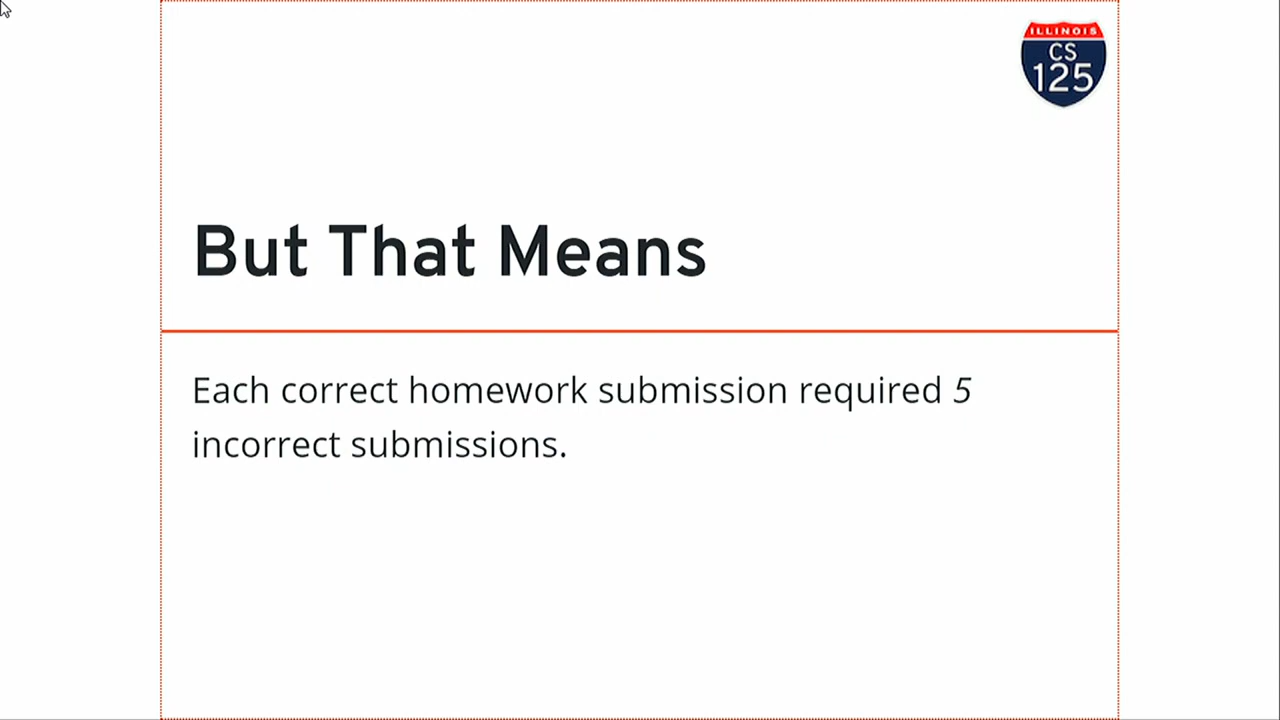 ILLINOIS
CS
125
But That Means
Each correct homework submission required 5
incorrect submissions.